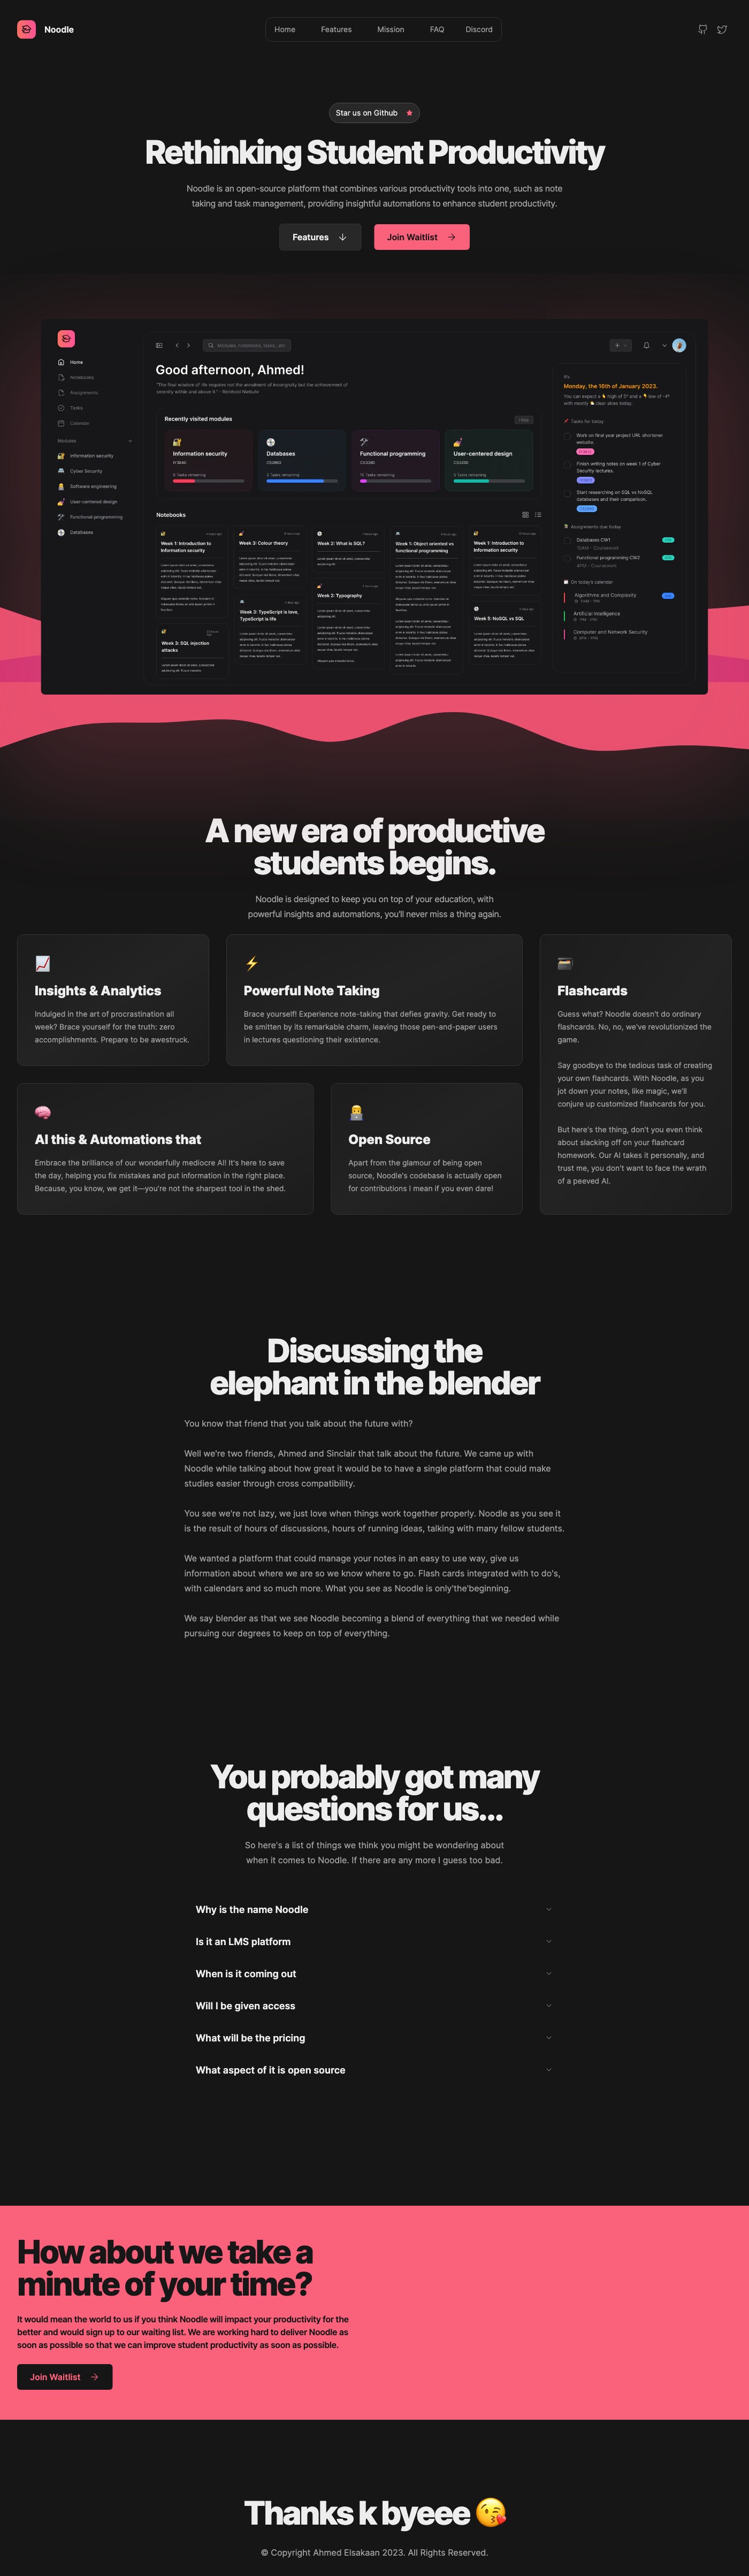 Noodle
Home
Features
Mission
FAQ
Discord
Star us on Github
Rethinking Student Productivity
Noodle is an open-source platform that combines various productivity tools into one, such as note
taking and task management, providing insightful automations to enhance student productivity.
Features
Join Waitlist
Home
Notebooks
Assignments
Tasks
Calendar
Modules
Information security
Cyber Security
Software engineering
User-centered design
Functional programming
Databases
Good afternoon, Ahmed!
Recently visited modules
Information security
Databases
Functional programming
User-centered design
Notebooks
Week 1: Introduction to
Information security
Week 3: SQL injection
attacks
Week 3: Colour theory
Week 3: TypeScript is love,
TypeScript is life
Week 2: What is SQL?
Week 2: Typography
Week 1: Object oriented vs
functional programming
Week 1: Introduction to
Information security
Week 5: NoSQL vs SQL
It's
Monday, the 16th of January 2023.
Tasks for today
Work on final year project URL shortener
website.
Finish writing notes on week 1 of Cyber
Security lectures.
Start researching on SQL vs NoSQL
databases and their comparison.
Assignments due today
Databases CW1
Functional programming CW2
On today's calendar
Algorithms and Complexity
Artificial Intelligence
Computer and Network Security
A new era of productive
students begins.
Noodle is designed to keep you on top of your education, with
powerful insights and automations, you'll never miss a thing again.
Insights & Analytics
Indulged in the art of procrastination all
week? Brace yourself for the truth: zero
accomplishments. Prepare to be awestruck.
Powerful Note Taking
Brace yourself! Experience note-taking that defies gravity. Get ready to
be smitten by its remarkable charm, leaving those pen-and-paper users
in lectures questioning their existence.
Flashcards
Guess what? Noodle doesn't do ordinary
flashcards. No, no, we've revolutionized the
game.
Say goodbye to the tedious task of creating
your own flashcards. With Noodle, as you
jot down your notes, like magic, we'll
conjure up customized flashcards for you.
But here's the thing, don't you even think
about slacking off on your flashcard
homework. Our AI takes it personally, and
trust me, you don't want to face the wrath
of a peeved AI.
AI this & Automations that
Embrace the brilliance of our wonderfully mediocre AI! It's here to save
the day, helping you fix mistakes and put information in the right place.
Because, you know, we get it—you're not the sharpest tool in the shed.
Open Source
Apart from the glamour of being open
source, Noodle's codebase is actually open
for contributions I mean if you even dare!
Discussing the
elephant in the blender
You know that friend that you talk about the future with?
Well we're two friends, Ahmed and Sinclair that talk about the future. We came up with
Noodle while talking about how great it would be to have a single platform that could make
studies easier through cross compatibility.
You see we're not lazy, we just love when things work together properly. Noodle as you see it
is the result of hours of discussions, hours of running ideas, talking with many fellow students.
We wanted a platform that could manage your notes in an easy to use way, give us
information about where we are so we know where to go. Flash cards integrated with to do's,
with calendars and so much more. What you see as Noodle is only'the'beginning.
We say blender as that we see Noodle becoming a blend of everything that we needed while
pursuing our degrees to keep on top of everything.
You probably got many
questions for us...
So here's a list of things we think you might be wondering about
when it comes to Noodle. If there are any more I guess too bad.
Why is the name Noodle
Is it an LMS platform
When is it coming out
Will I be given access
What will be the pricing
What aspect of it is open source
How about we take a
minute of your time?
It would mean the world to us if you think Noodle will impact your productivity for the
better and would sign up to our waiting list. We are working hard to deliver Noodle as
soon as possible so that we can improve student productivity as soon as possible.
Join Waitlist
Thanks k byeee 😘
© Copyright Ahmed Elsakaan 2023. All Rights Reserved.